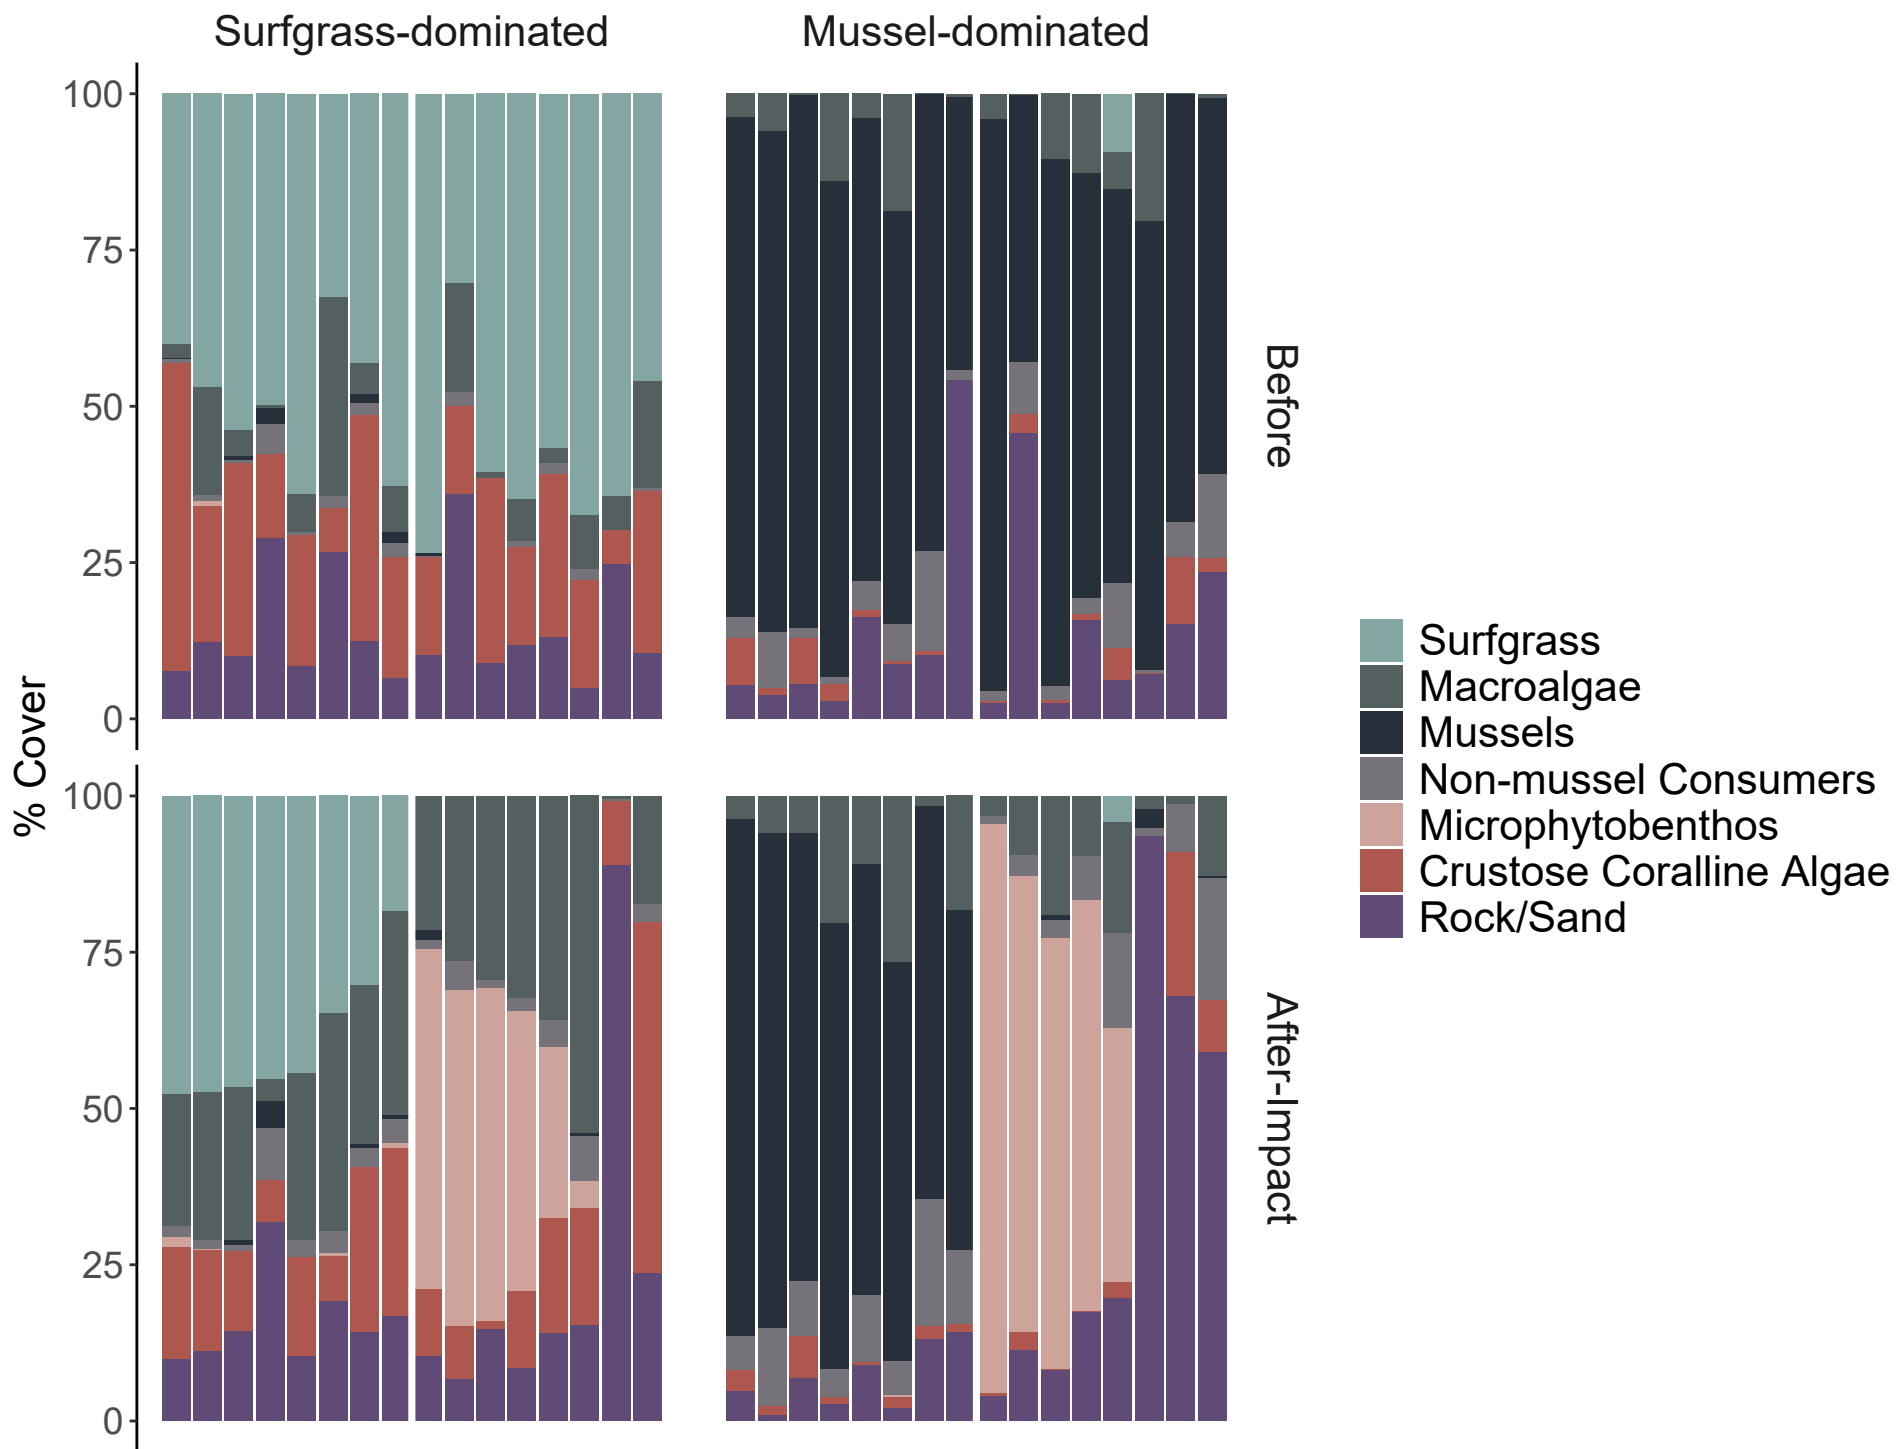 Surfgrass-dominated
Mussel-dominated
100
75
50
25
0
Before
% Cover
100
75
50
25
0
After-Impact
Surfgrass
Macroalgae
Mussels
Non-mussel Consumers
Microphytobenthos
Crustose Coralline Algae
Rock/Sand